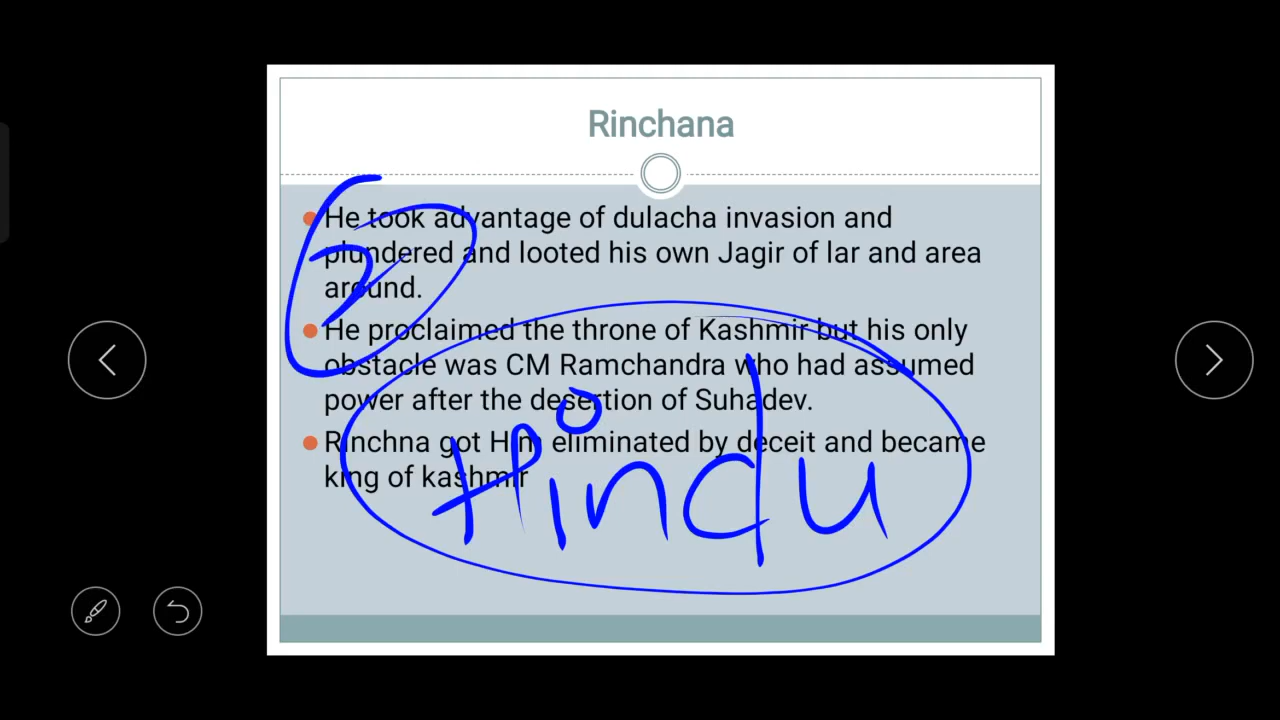 Rinchana
He took advantage of dulacha invasion and
plundered and looted his own Jagir of lar and area
around.
He proclaimed the throne of Kashmir but his only
obstacle was CM Ramchandra who had assumed
power after the desertion of Suhadev.
Rinchna got Him eliminated by deceit and became
king of kashmir
Hindu